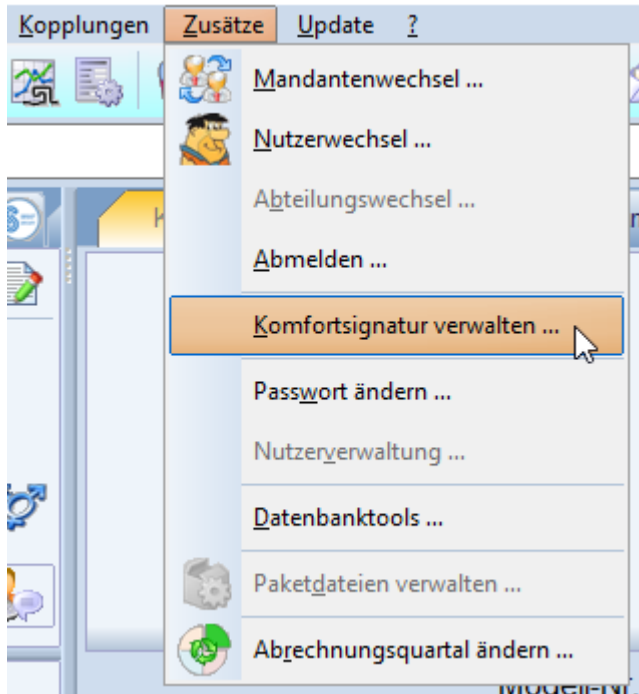 Kopplungen Zusätze Update ?
Mandantenwechsel ...
Nutzerwechsel ...
Abteilungswechsel ...
Abmelden ...
Komfortsignatur verwalten ...
Passwort ändern ...
Nutzerverwaltung ...
Datenbanktools ...
Paketdateien verwalten ...
Abrechnungsquartal ändern ...